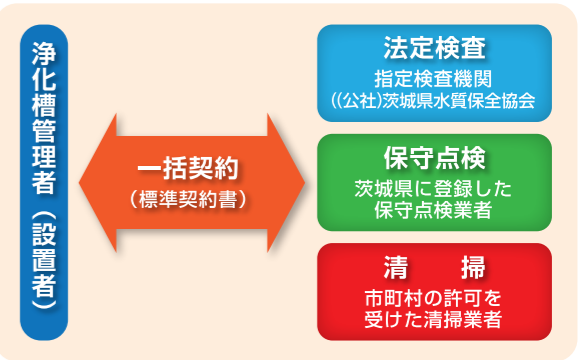 浄化槽管理者（設置者）
一括契約
（標準契約書）
法定検査
指定検査機関
((公社)茨城県水質保全協会
保守点検
茨城県に登録した
保守点検業者
清　掃
市町村の許可を
受けた清掃業者